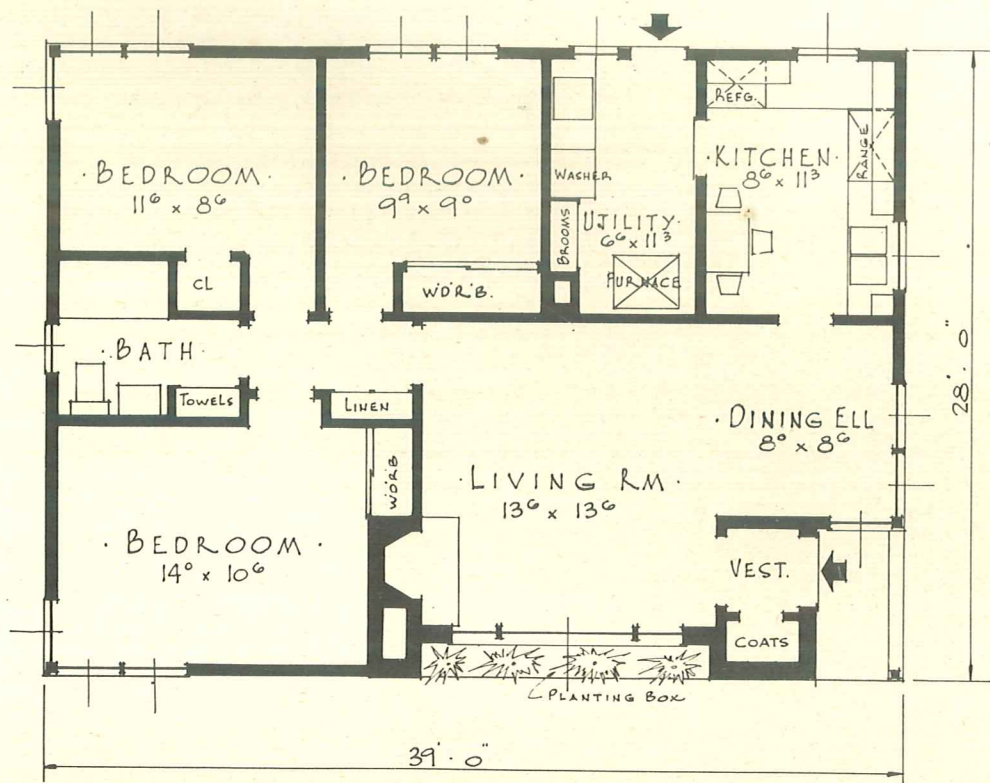 REFG.
· BEDROOM ·
11⁶ x 8⁶
· BEDROOM ·
9⁹ x 9⁰
WASHER
· KITCHEN ·
8⁶ x 11³
RANGE
BROOMS
UTILITY ·
6⁶ x 11³
FURNACE
CL
W'D'R'B.
· BATH ·
TOWELS
LINEN
28'. 0"
· DINING ELL
8⁰ x 8⁶
W'D'R'B
· LIVING RM ·
13⁶ x 13⁶
· BEDROOM ·
14⁰ x 10⁶
VEST.
COATS
PLANTING BOX
39'. 0"